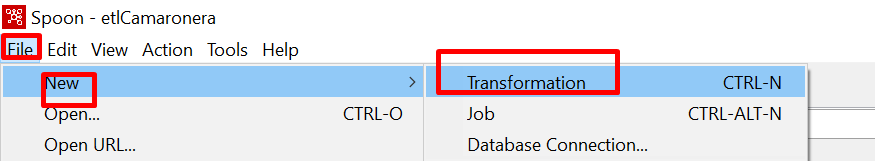 Spoon - etlCamaronera
File Edit View Action Tools Help
New > Transformation CTRL-N
Open... CTRL-O Job CTRL-ALT-N
Open URL... Database Connection...